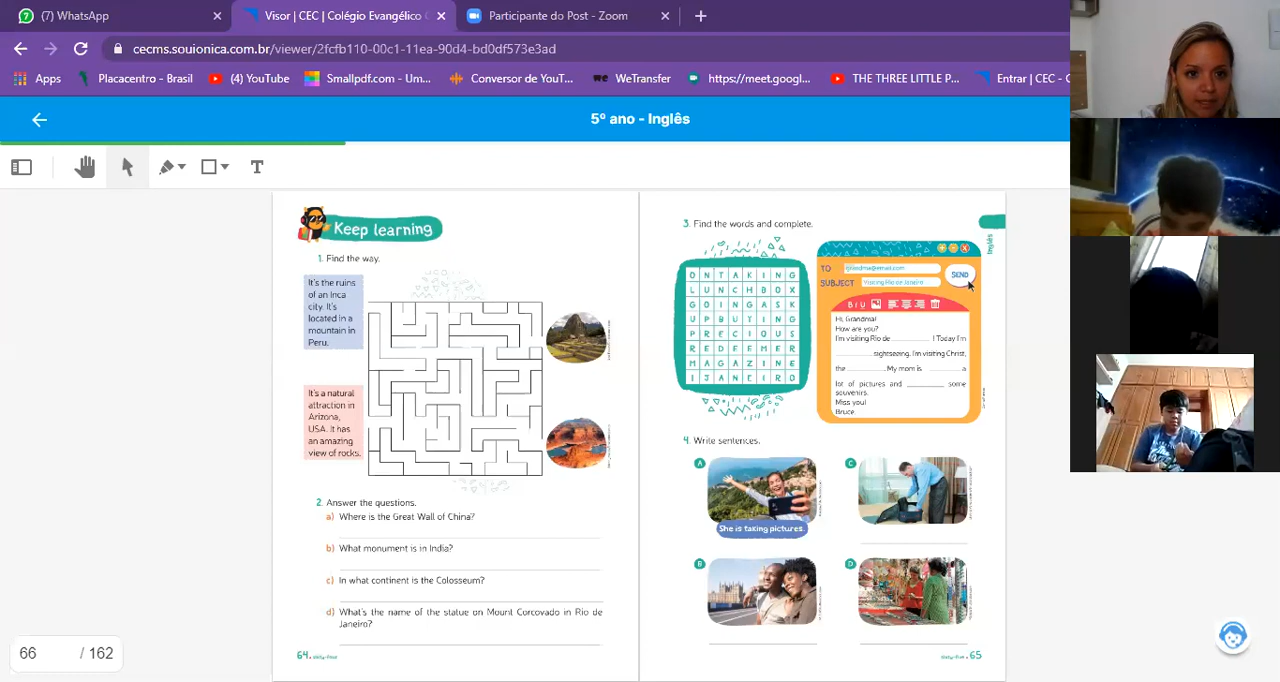 (7) WhatsApp
Visor | CEC | Colégio Evangélico
Participante do Post - Zoom
cecms.souionica.com.br/viewer/2fcfb110-00c1-11ea-90d4-bd0df573e3ad
Apps
Placacentro - Brasil
(4) YouTube
Smallpdf.com - Um...
Conversor de YouT...
WeTransfer
https://meet.googl...
THE THREE LITTLE P...
Entrar | CEC -
5º ano - Inglês
T
Keep learning
1. Find the way.
It's the ruins
of an Inca
city. It's
located in a
mountain in
Peru.
It's a natural
attraction in
Arizona,
USA. It has
an amazing
view of rocks.
2. Answer the questions.
a) Where is the Great Wall of China?
b) What monument is in India?
c) In what continent is the Colosseum?
d) What's the name of the statue on Mount Corcovado in Rio de
Janeiro?
64
3. Find the words and complete.
Inglês
O N T A K I N G
L U N C H B O X
G O I N G A S K
U P B U Y I N G
P R E C I O U S
R E D E E M E R
M A G A Z I N E
I J A N E I R O
TO
SUBJECT Visiting Rio de Janeiro
SEND
B I U
Hi, Grandma!
How are you?
I'm visiting Rio de ! Today I'm
sightseeing. I'm visiting Christ,
the . My mom is a
lot of pictures and some
souvenirs.
Miss you!
Bruce
4. Write sentences.
A
She is taking pictures.
B
C
D
65
66 / 162